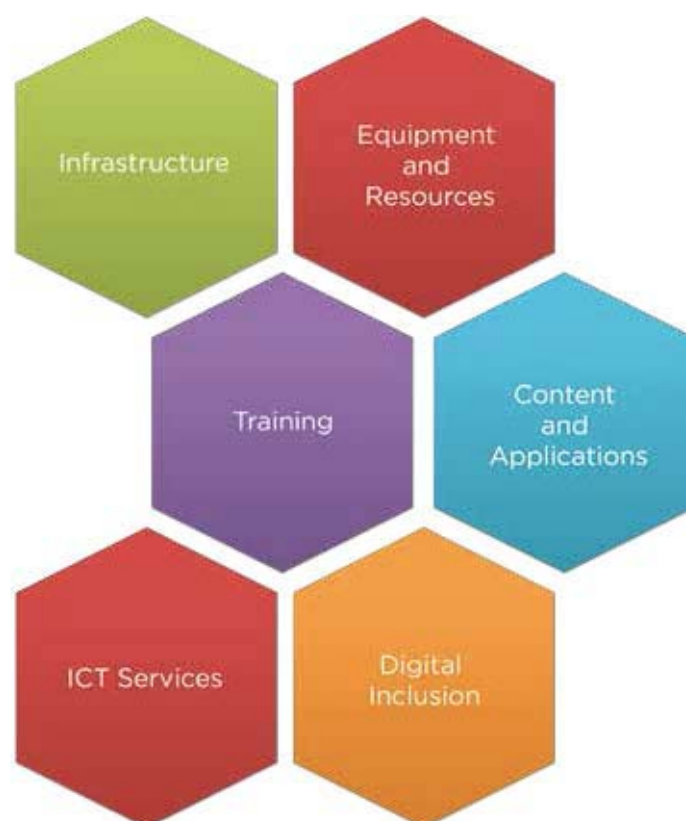 Infrastructure
Equipment
and
Resources
Training
Content
and
Applications
ICT Services
Digital
Inclusion